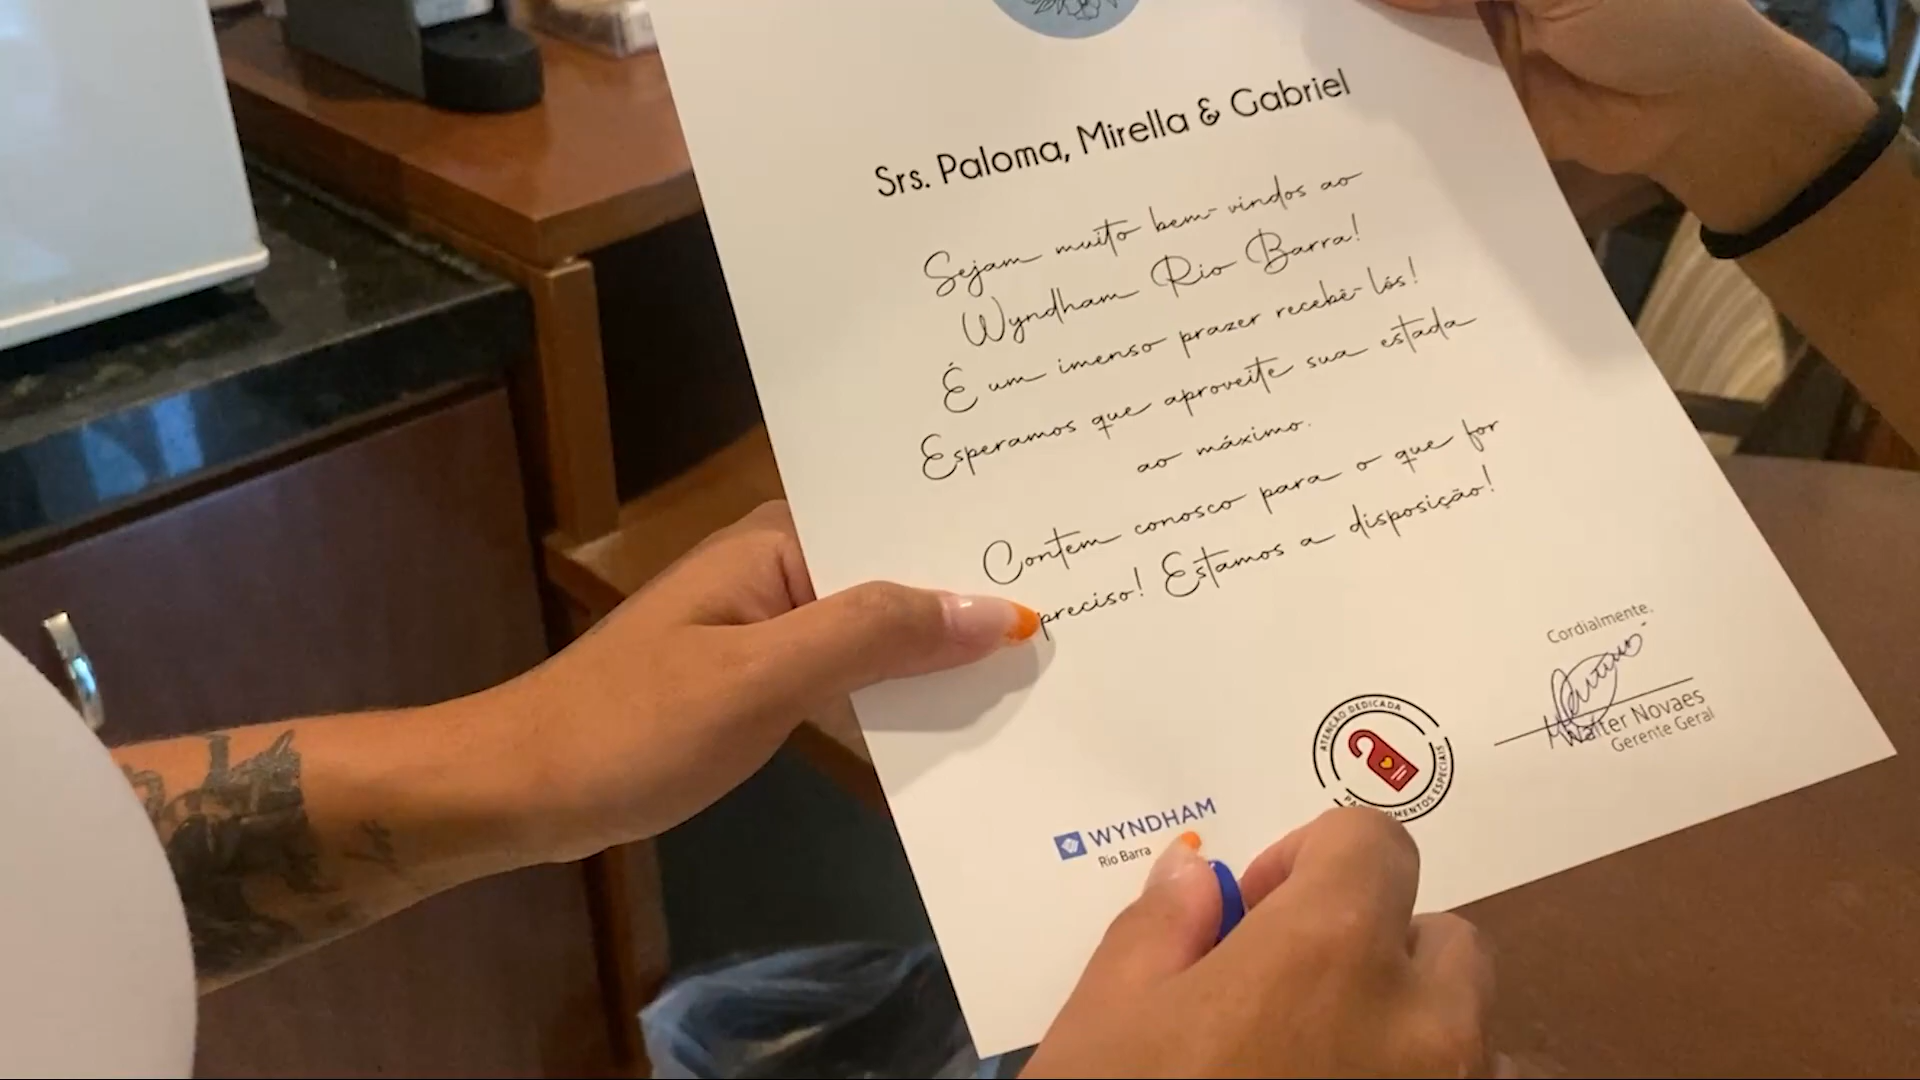 Srs. Paloma, Mirella & Gabriel
Sejam muito bem-vindos ao
Wyndham Rio Barra!
É um imenso prazer recebê-lós!
Esperamos que aproveite sua estada
ao máximo.
Contem conosco para o que for
preciso! Estamos a disposição!
Cordialmente,
Walter Novaes
Gerente Geral
ATENÇÃO DEDICADA
ESPECIAIS
WYNDHAM
Rio Barra